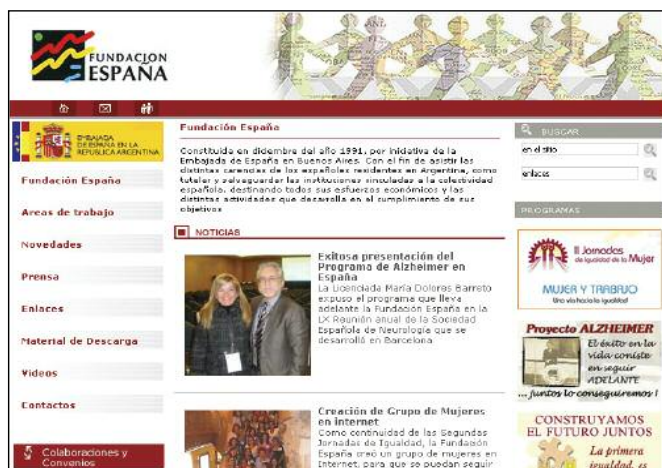 FUNDACION
ESPAÑA
EMBAJADA
DE ESPAÑA EN LA
REPUBLICA ARGENTINA
Fundación España
Areas de trabajo
Novedades
Prensa
Enlaces
Material de Descarga
Videos
Contactos
Colaboraciones y
Convenios
Fundación España
Constituida en diciembre del año 1991, por iniciativa de la
Embajada de España en Buenos Aires. Con el fin de asistir las
distintas carencias de los españoles residentes en Argentina, como
tutelar y salvaguardar las instituciones vinculadas a la colectividad
española, destinando todos sus esfuerzos económicos y las
distintas actividades que desarrolla en el cumplimiento de sus
objetivos
NOTICIAS
Exitosa presentación del
Programa de Alzheimer en
España
La Licenciada María Dolores Barreto
expuso el programa que lleva
adelante la Fundación España en la
LX Reunión anual de la Sociedad
Española de Neurología que se
desarrolló en Barcelona
Creación de Grupo de Mujeres
en internet
Como continuidad de las Segundas
Jornadas de Igualdad, la Fundación
España creó un grupo de mujeres en
Internet, para que se puedan seguir
BUSCAR
en el sitio
enlaces
PROGRAMAS
II Jornadas
de igualdad de la Mujer
MUJER Y TRABAJO
Una vía hacia la igualdad
Proyecto ALZHEIMER
El éxito en la
vida consiste
en seguir
ADELANTE
... juntos lo conseguiremos !
CONSTRUYAMOS
EL FUTURO JUNTOS
La primera
igualdad, es